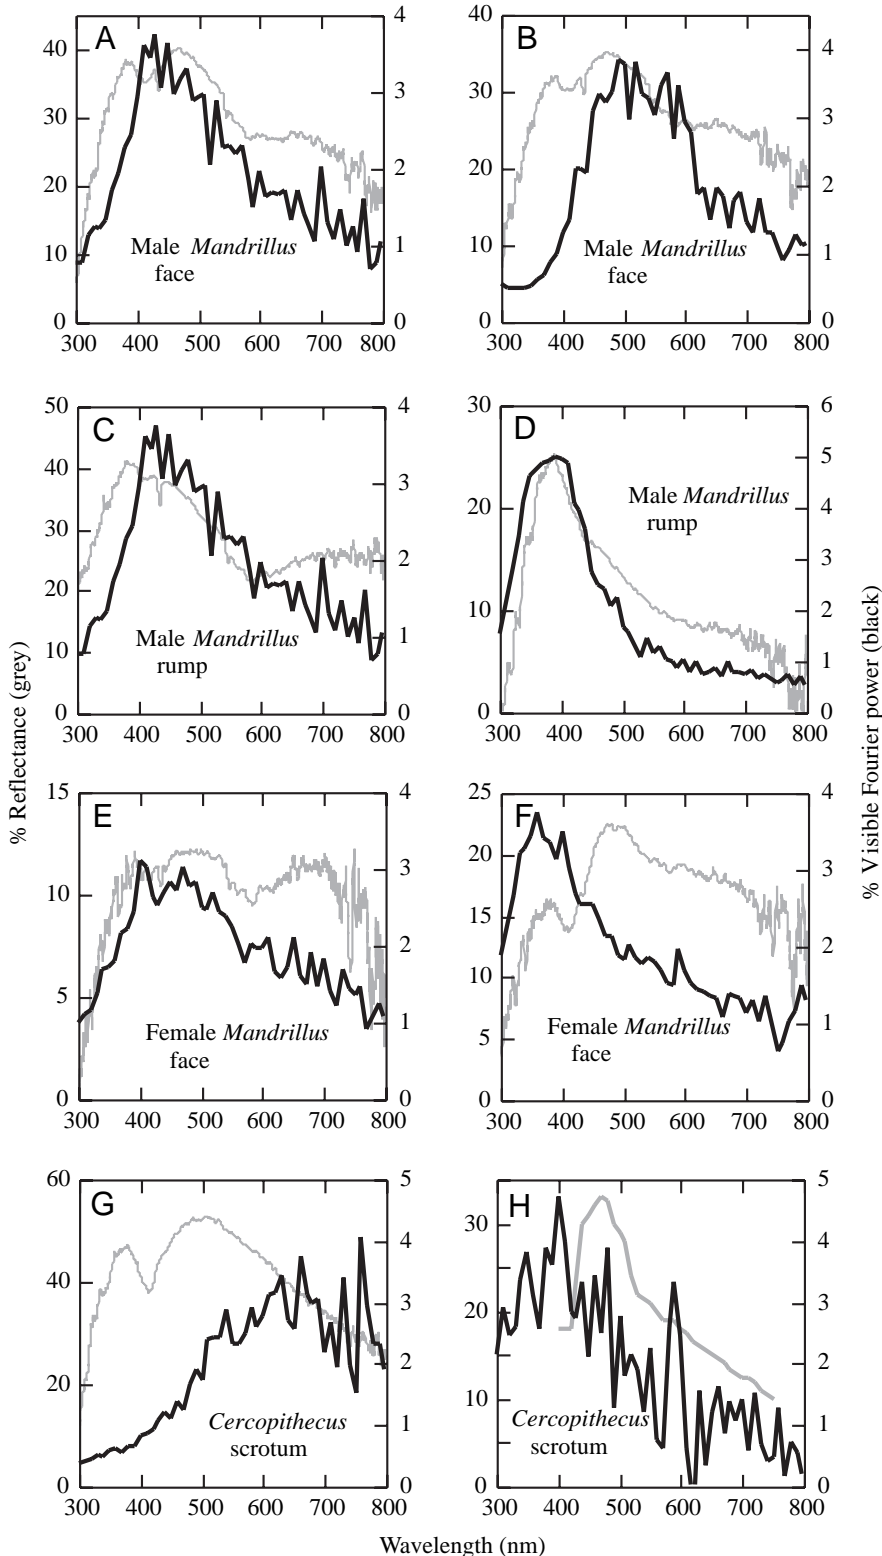 A
B
40
30
20
10
0
4
3
2
1
0
Male Mandrillus
face
300 400 500 600 700 800
40
30
20
10
0
4
3
2
1
0
Male Mandrillus
face
300 400 500 600 700 800
C
D
50
40
30
20
10
0
4
3
2
1
0
Male Mandrillus
rump
300 400 500 600 700 800
30
20
10
0
6
5
4
3
2
1
0
Male Mandrillus
rump
300 400 500 600 700 800
% Reflectance (grey)
% Visible Fourier power (black)
E
F
15
10
5
0
4
3
2
1
0
Female Mandrillus
face
300 400 500 600 700 800
25
20
15
10
5
0
4
3
2
1
0
Female Mandrillus
face
300 400 500 600 700 800
G
H
60
40
20
0
5
4
3
2
1
0
Cercopithecus
scrotum
300 400 500 600 700 800
30
20
10
0
5
4
3
2
1
0
Cercopithecus
scrotum
300 400 500 600 700 800
Wavelength (nm)